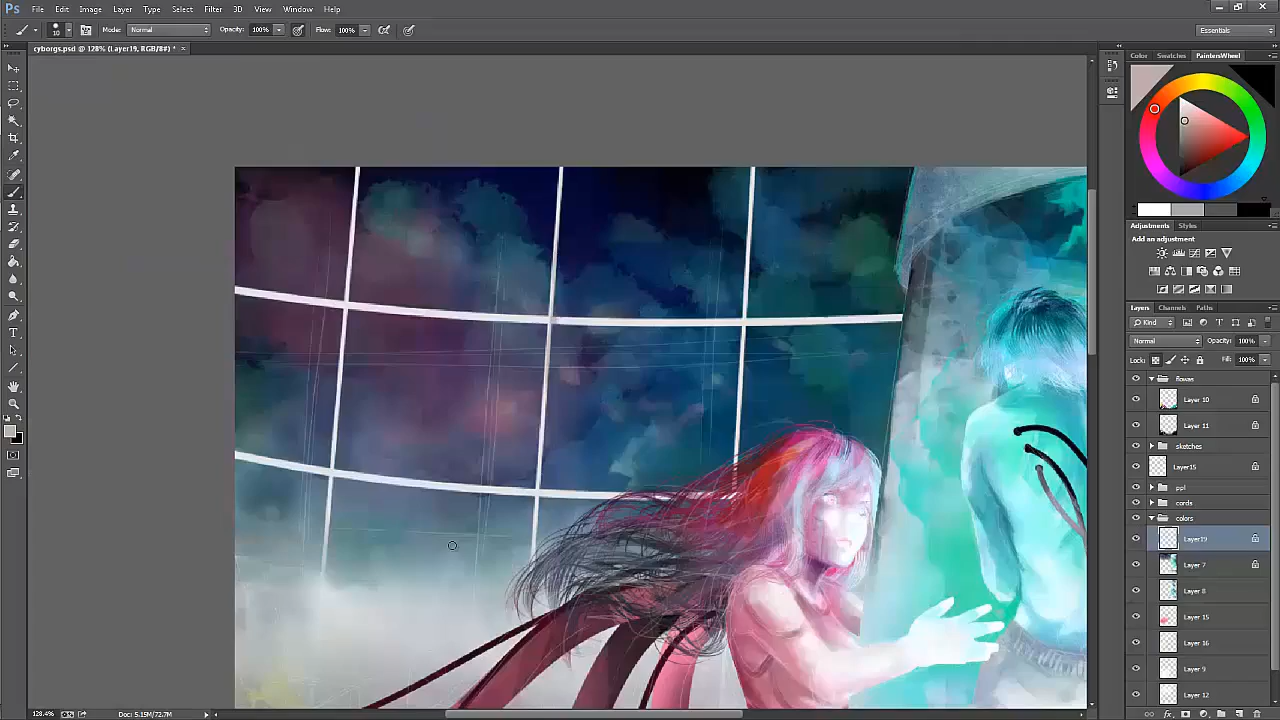 Ps File Edit Image Layer Type Select Filter 3D View Window Help
10 Mode: Normal Opacity: 100% Flow: 100% Essentials
cyborgs.psd @ 128% (Layer19, RGB/8#) * ×
Color Swatches PaintersWheel
Adjustments Styles
Add an adjustment
Layers Channels Paths
Kind
Normal Opacity: 100%
Lock: Fill: 100%
flowas
Layer 10
Layer 11
sketches
Layer15
ppl
cords
colors
Layer19
Layer 7
Layer 8
Layer 15
Layer 16
Layer 9
Layer 12
128.4% Doc: 5.15M/72.7M
fx